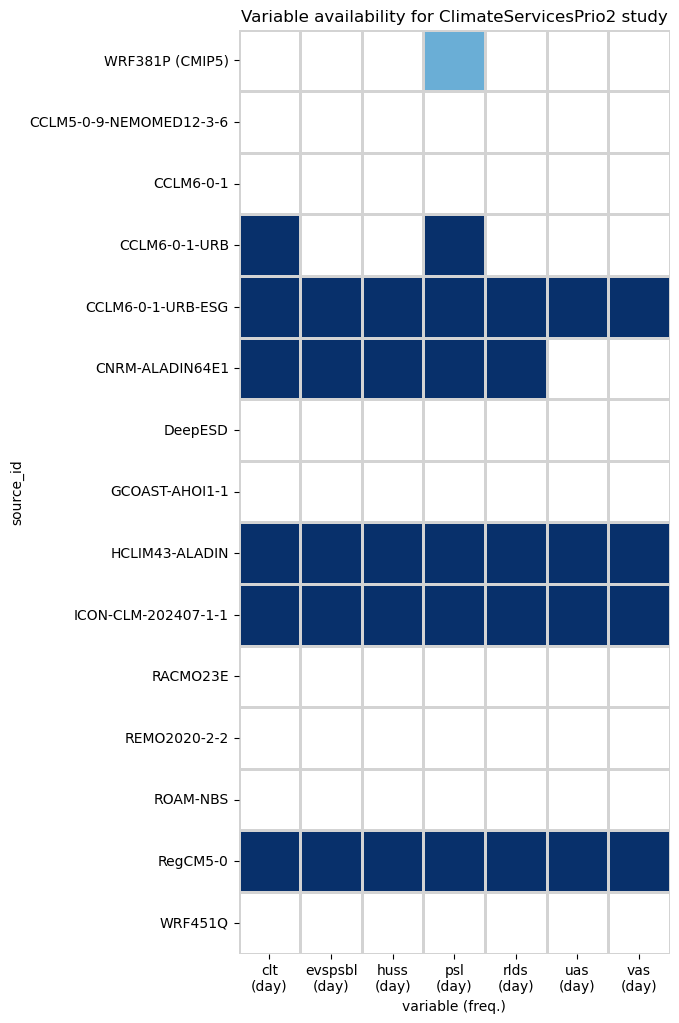 Variable availability for ClimateServicesPrio2 study
WRF381P (CMIP5)
CCLM5-0-9-NEMOMED12-3-6
CCLM6-0-1
CCLM6-0-1-URB
CCLM6-0-1-URB-ESG
CNRM-ALADIN64E1
DeepESD
GCOAST-AHOI1-1
HCLIM43-ALADIN
ICON-CLM-202407-1-1
RACMO23E
REMO2020-2-2
ROAM-NBS
RegCM5-0
WRF451Q
source_id
clt evspsbl huss psl rlds uas vas
(day) (day) (day) (day) (day) (day) (day)
variable (freq.)